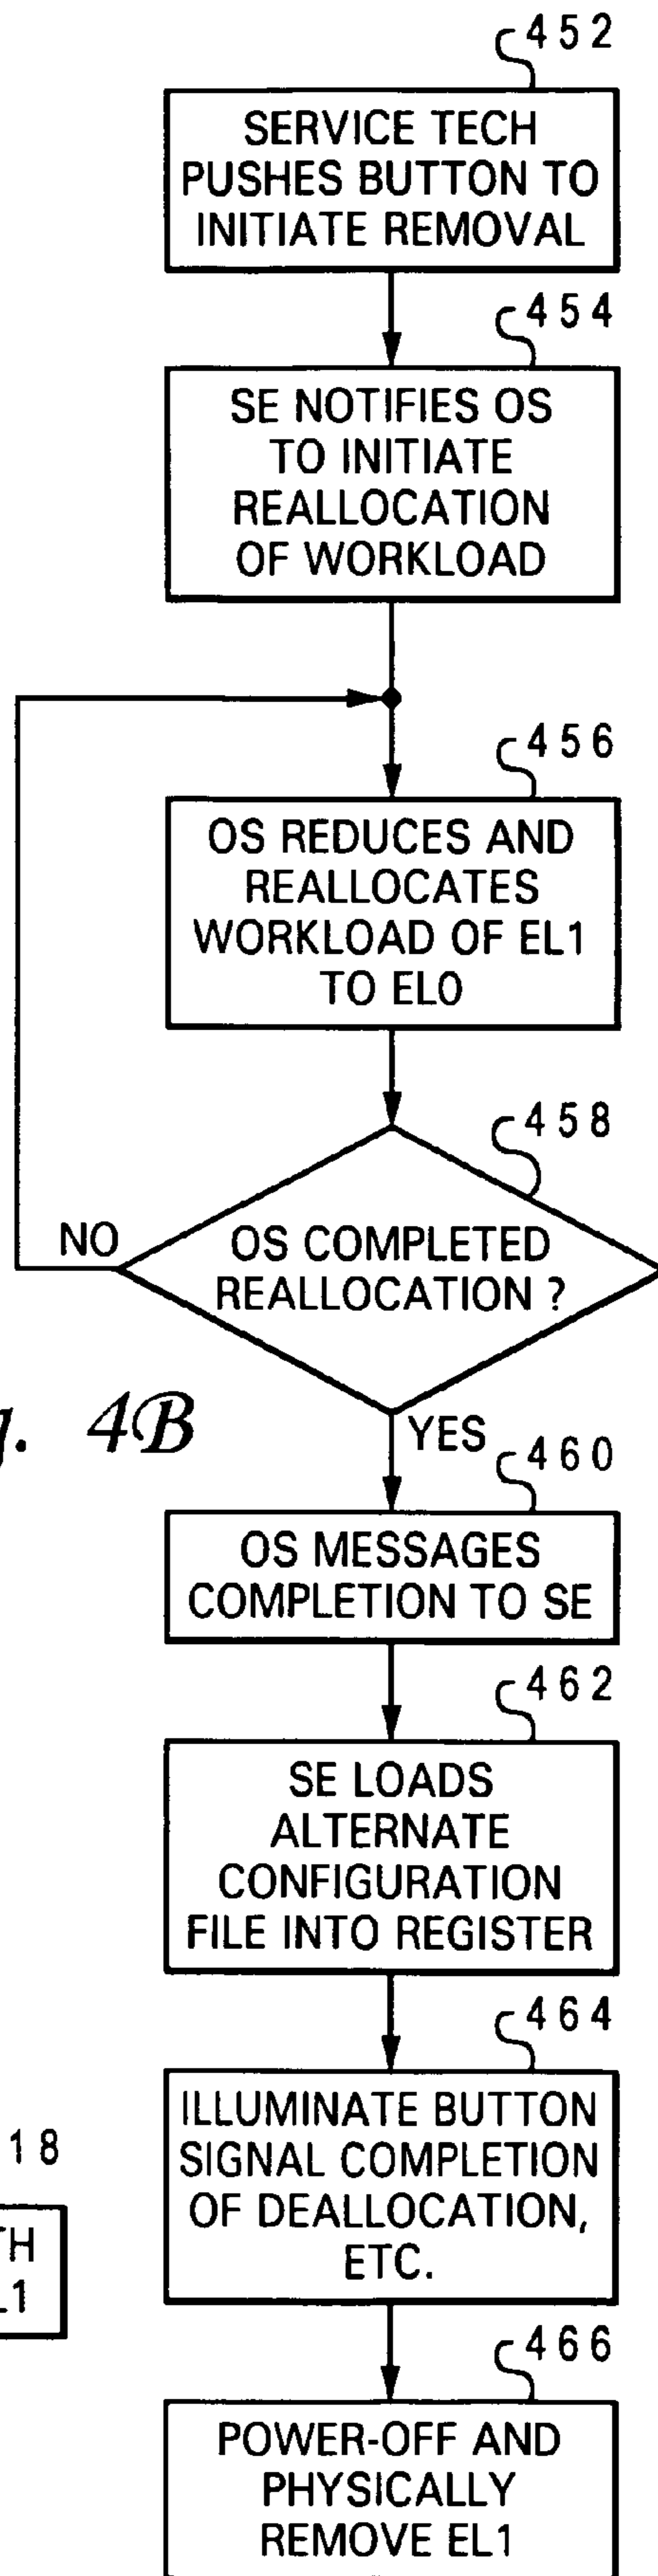 452
SERVICE TECH
PUSHES BUTTON TO
INITIATE REMOVAL
454
SE NOTIFIES OS
TO INITIATE
REALLOCATION
OF WORKLOAD
456
OS REDUCES AND
REALLOCATES
WORKLOAD OF EL1
TO EL0
458
NO
OS COMPLETED
REALLOCATION ?
g. 4B
YES
460
OS MESSAGES
COMPLETION TO SE
462
SE LOADS
ALTERNATE
CONFIGURATION
FILE INTO REGISTER
464
ILLUMINATE BUTTON
SIGNAL COMPLETION
OF DEALLOCATION,
ETC.
18
TH
L1
466
POWER-OFF AND
PHYSICALLY
REMOVE EL1